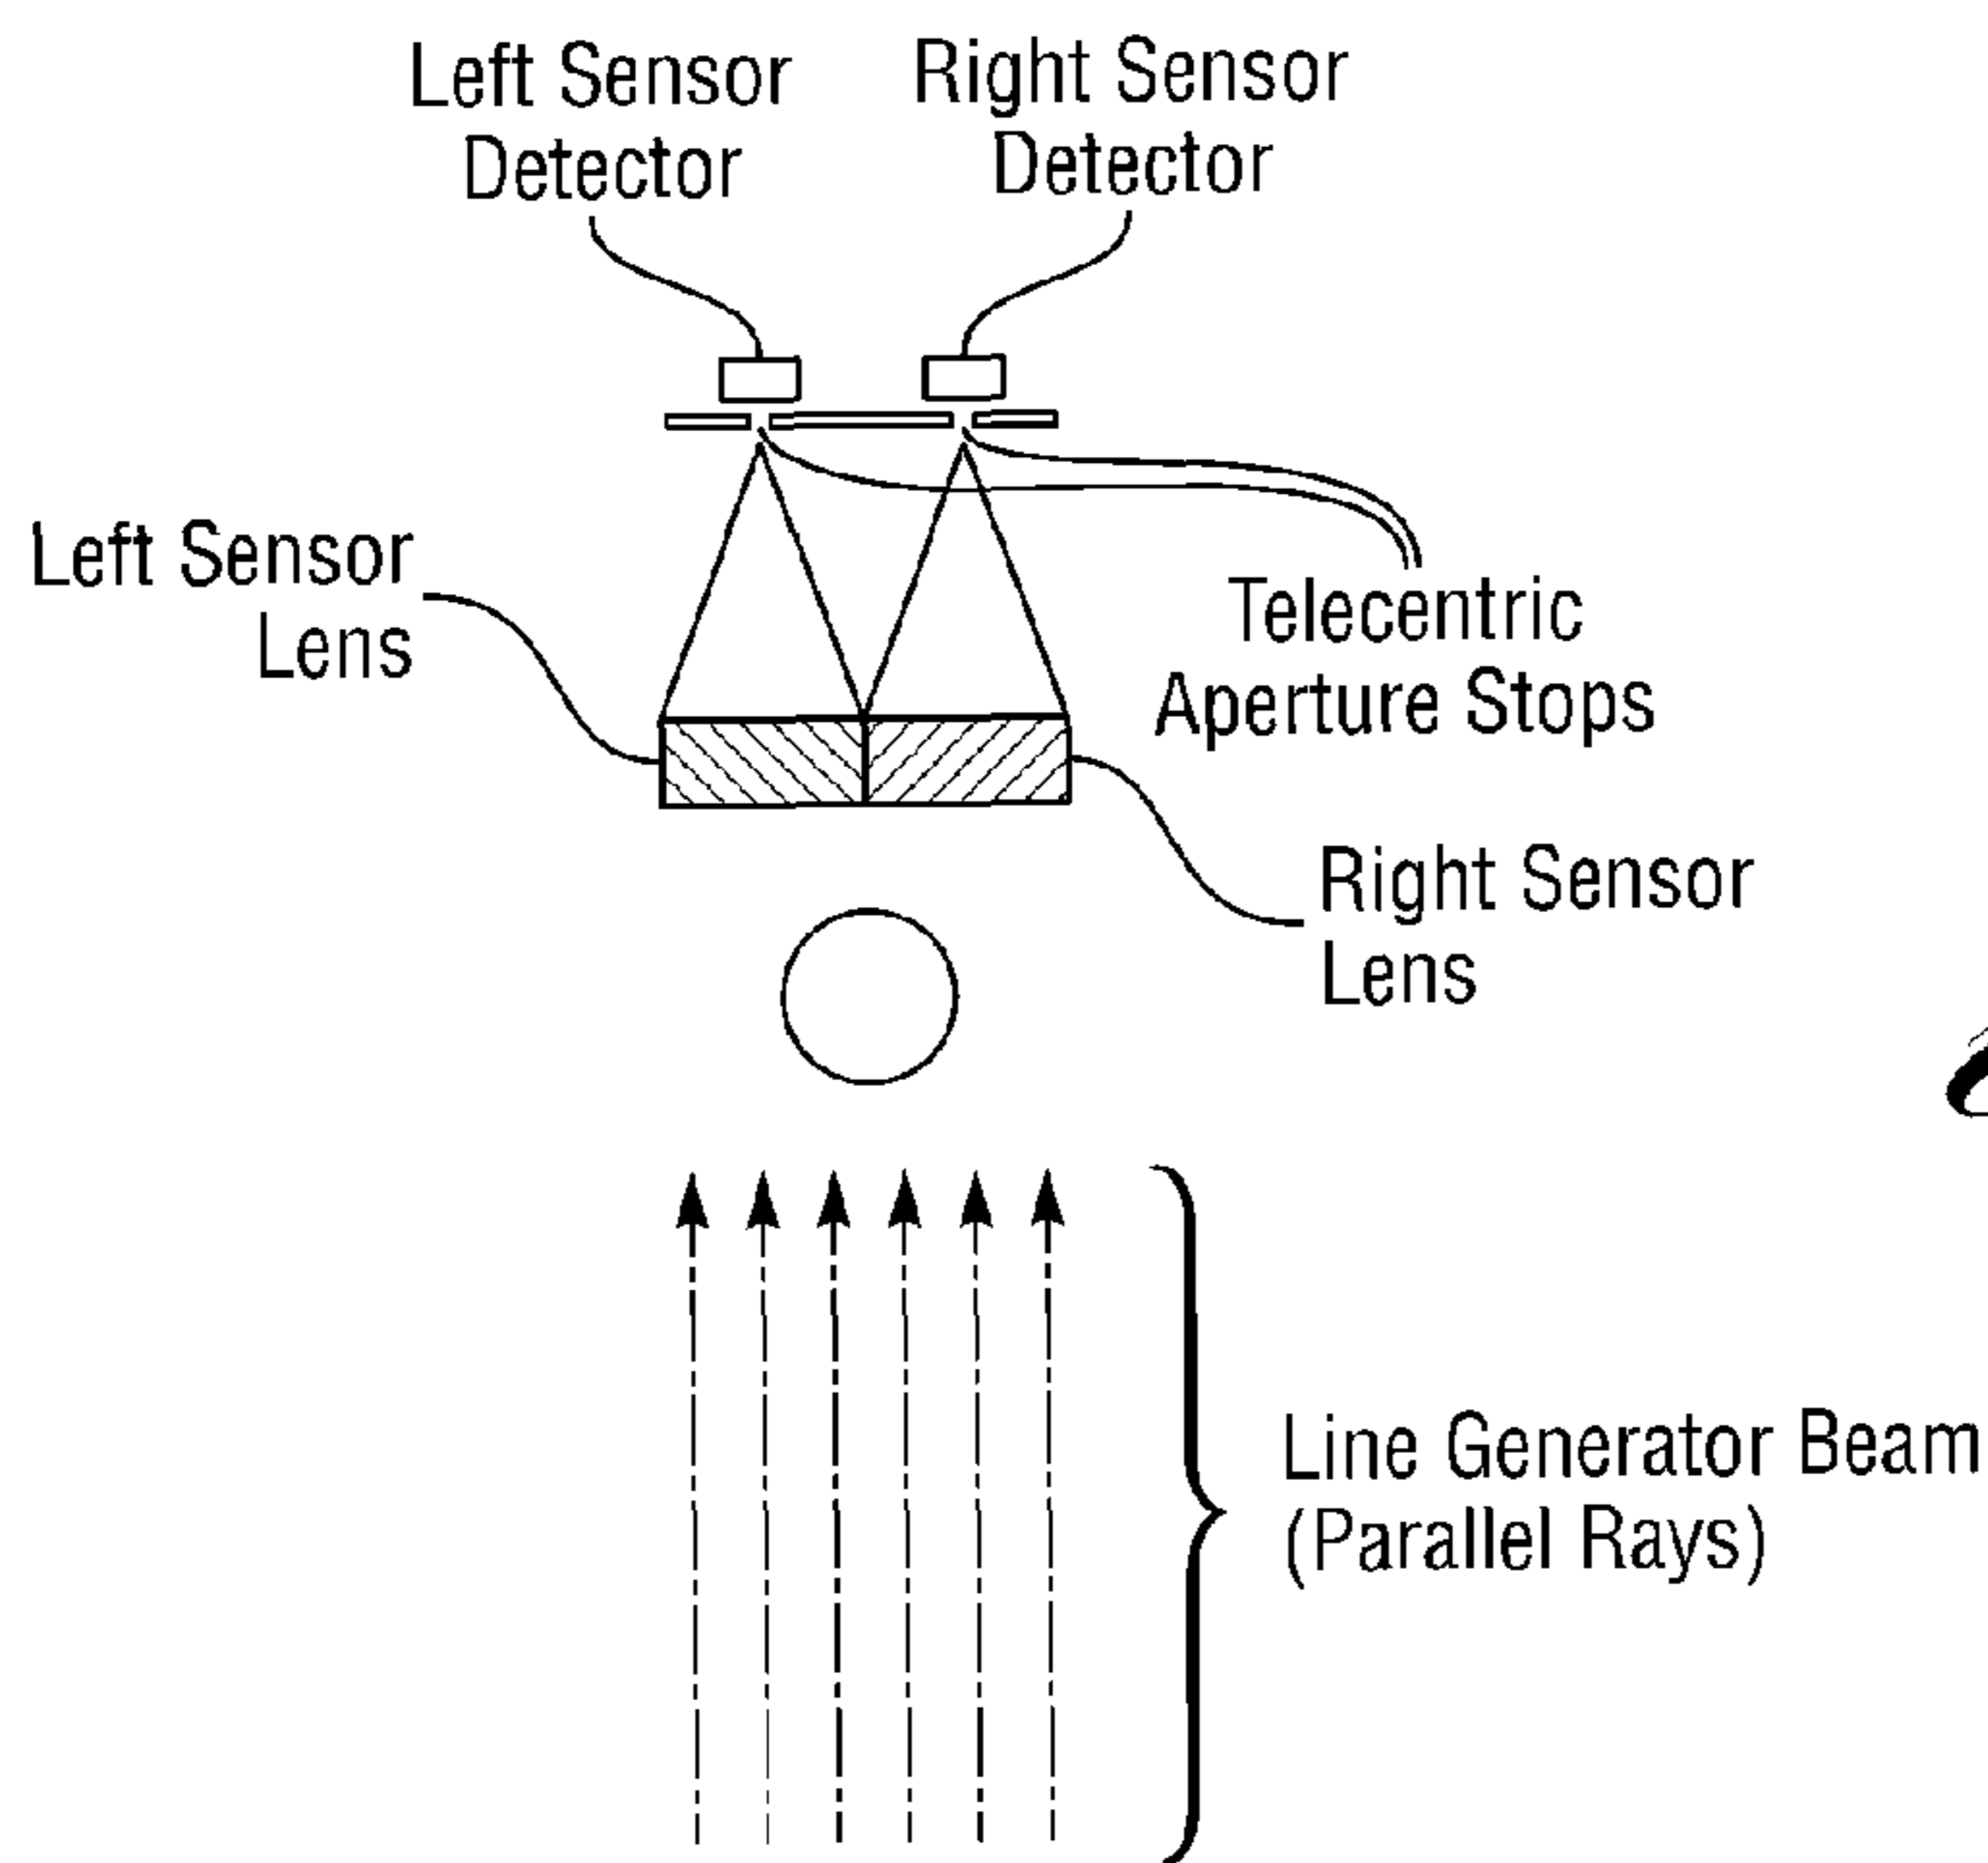 Left Sensor
Detector
Right Sensor
Detector
Left Sensor
Lens
Telecentric
Aperture Stops
Right Sensor
Lens
Line Generator Beam
(Parallel Rays)